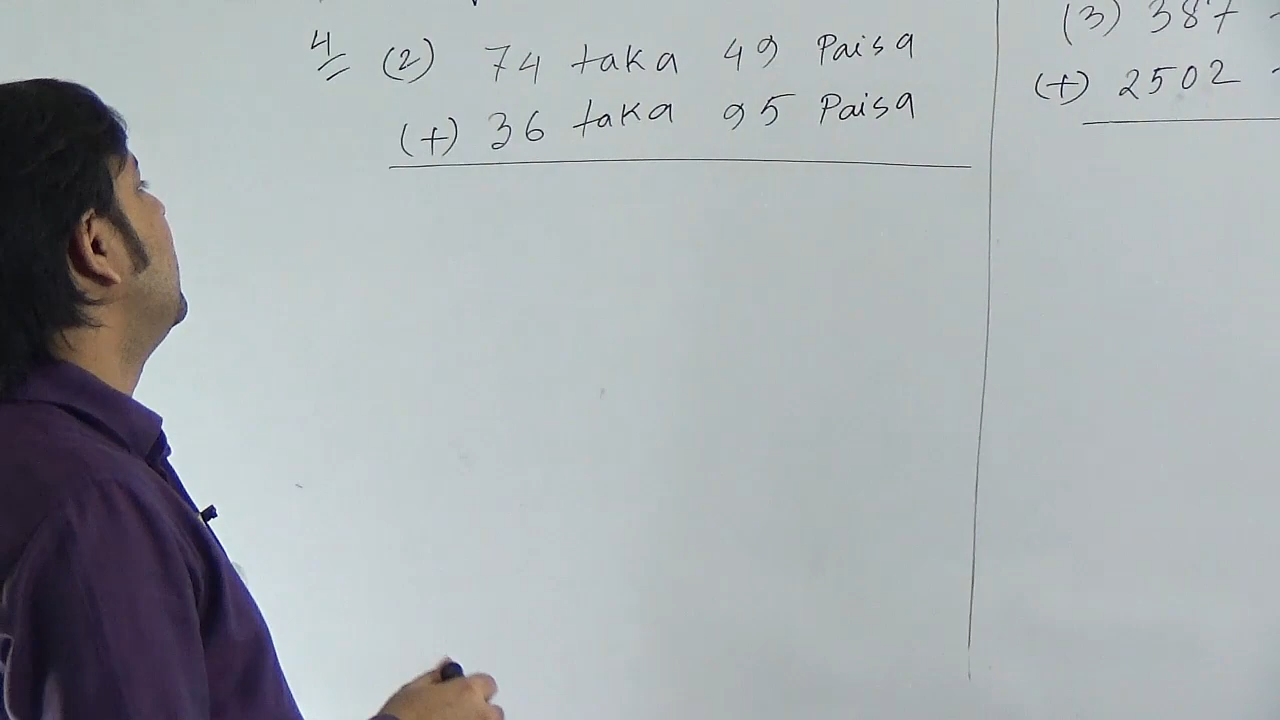 4 (2) 74 taka 49 Paisa
(+) 36 taka 95 Paisa
(3) 387
(+) 2502